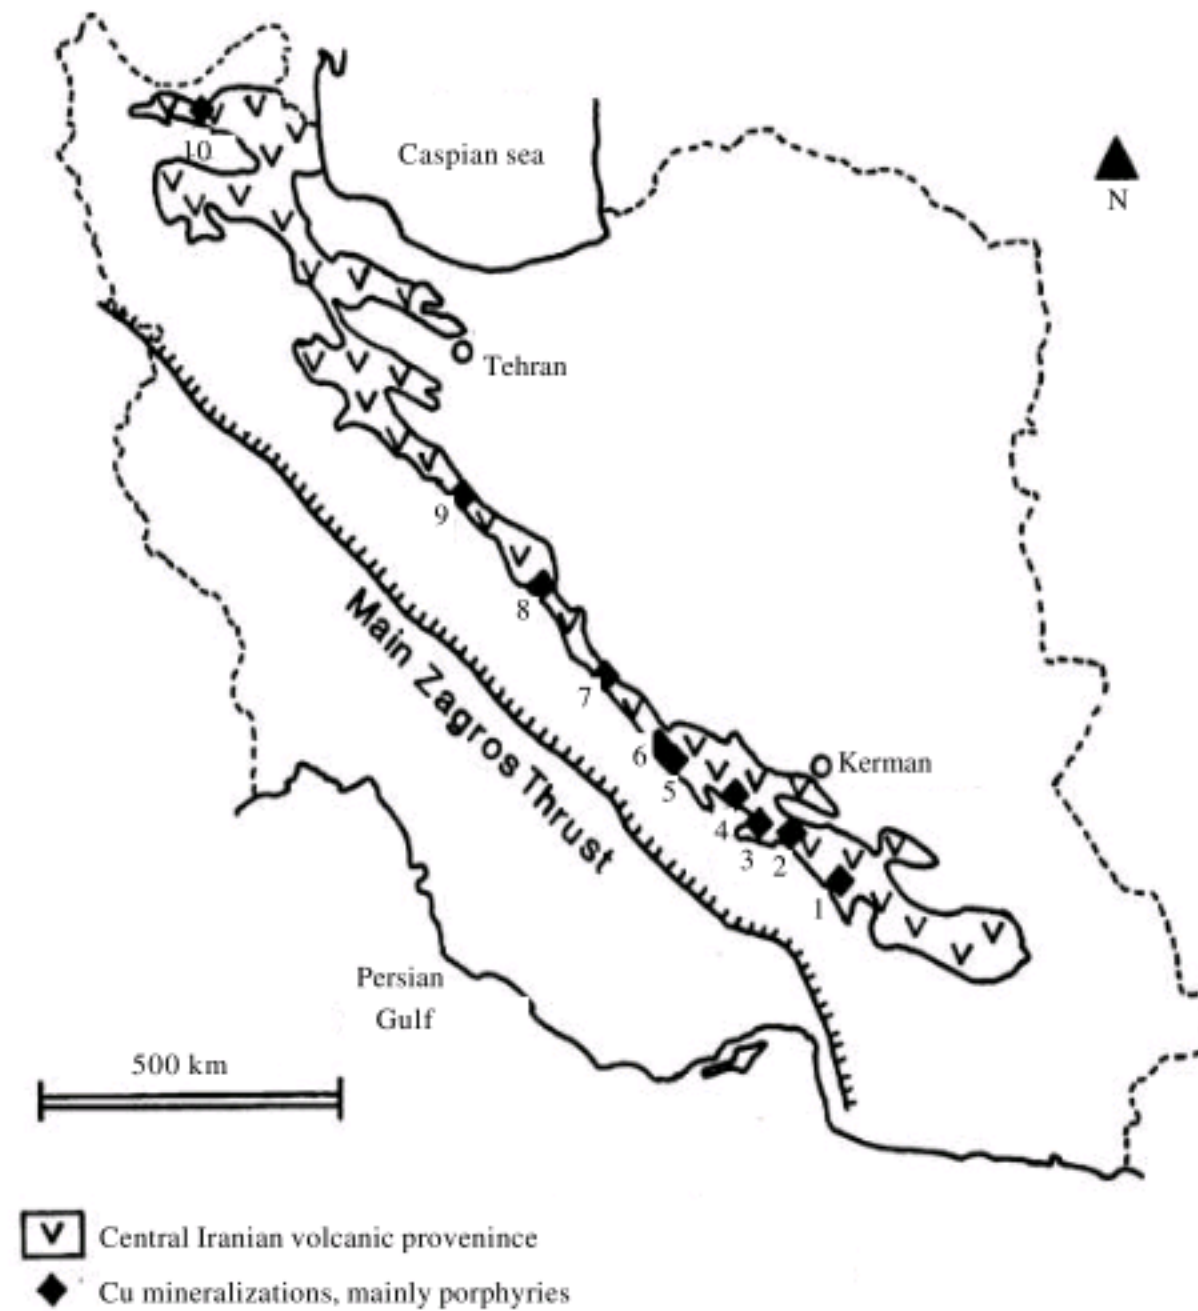 10
Caspian sea
N
Tehran
9
8
Main Zagros Thrust
7
6
5
Kerman
4
3
2
1
Persian
Gulf
500 km
V Central Iranian volcanic provenince
Cu mineralizations, mainly porphyries